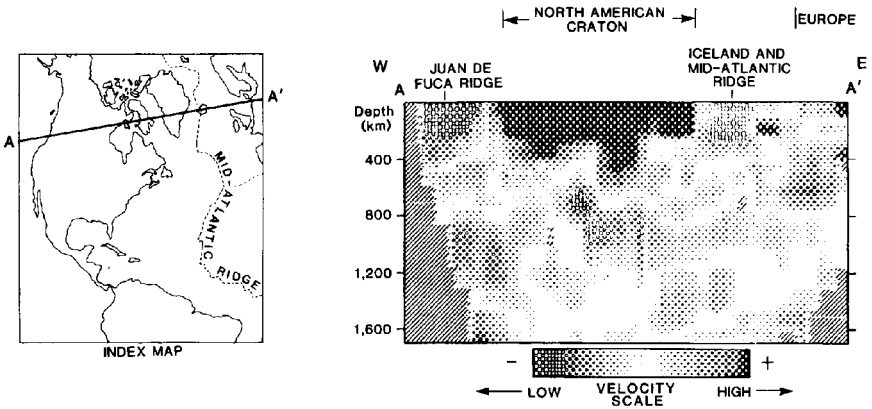 NORTH AMERICAN
CRATON
EUROPE
W
JUAN DE
FUCA RIDGE
ICELAND AND
MID-ATLANTIC
RIDGE
E
A
A'
Depth
(km)
400
800
1,200
1,600
- +
LOW VELOCITY SCALE HIGH
A
A'
MID-ATLANTIC RIDGE
INDEX MAP